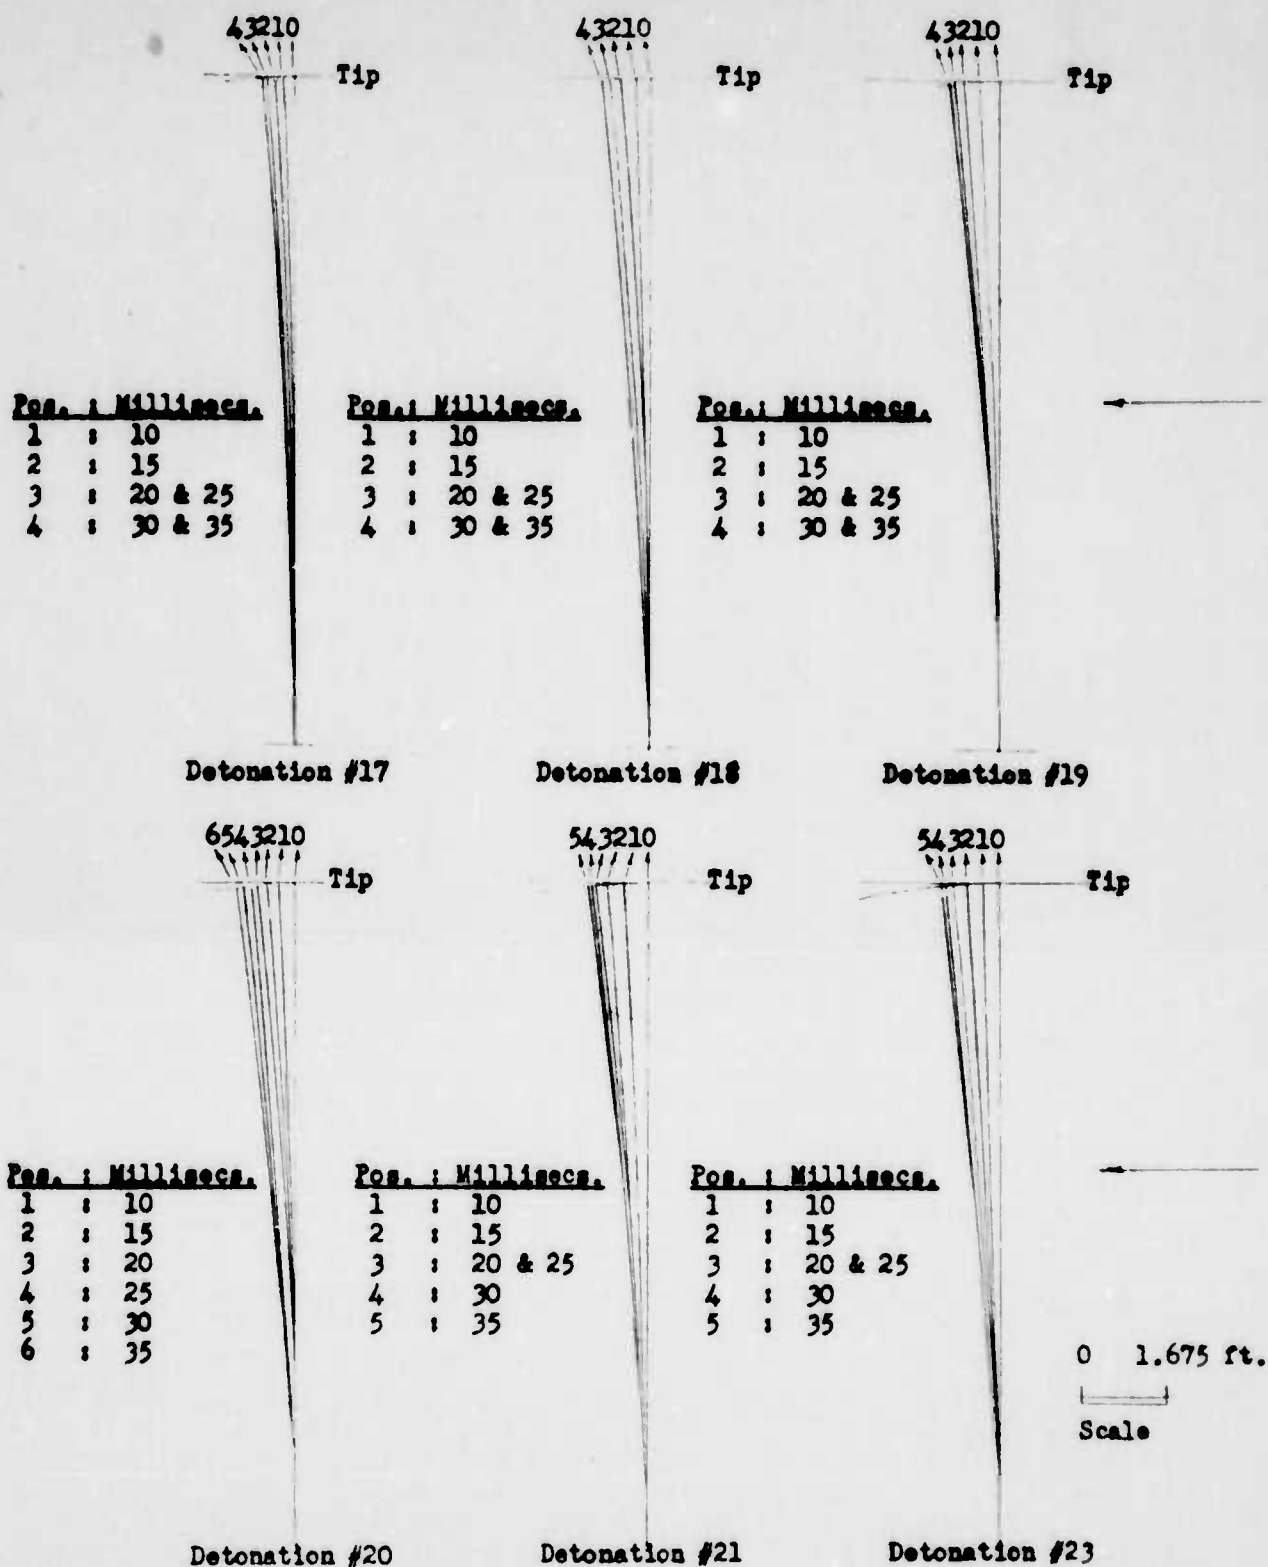 43210 43210 43210
Tip Tip Tip
Pos. : Millisecs. Pos. : Millisecs. Pos. : Millisecs.
1 : 10 1 : 10 1 : 10
2 : 15 2 : 15 2 : 15
3 : 20 & 25 3 : 20 & 25 3 : 20 & 25
4 : 30 & 35 4 : 30 & 35 4 : 30 & 35
Detonation #17 Detonation #18 Detonation #19
6543210 543210 543210
Tip Tip Tip
Pos. : Millisecs. Pos. : Millisecs. Pos. : Millisecs.
1 : 10 1 : 10 1 : 10
2 : 15 2 : 15 2 : 15
3 : 20 3 : 20 & 25 3 : 20 & 25
4 : 25 4 : 30 4 : 30
5 : 30 5 : 35 5 : 35
6 : 35
0 1.675 ft.
Scale
Detonation #20 Detonation #21 Detonation #23